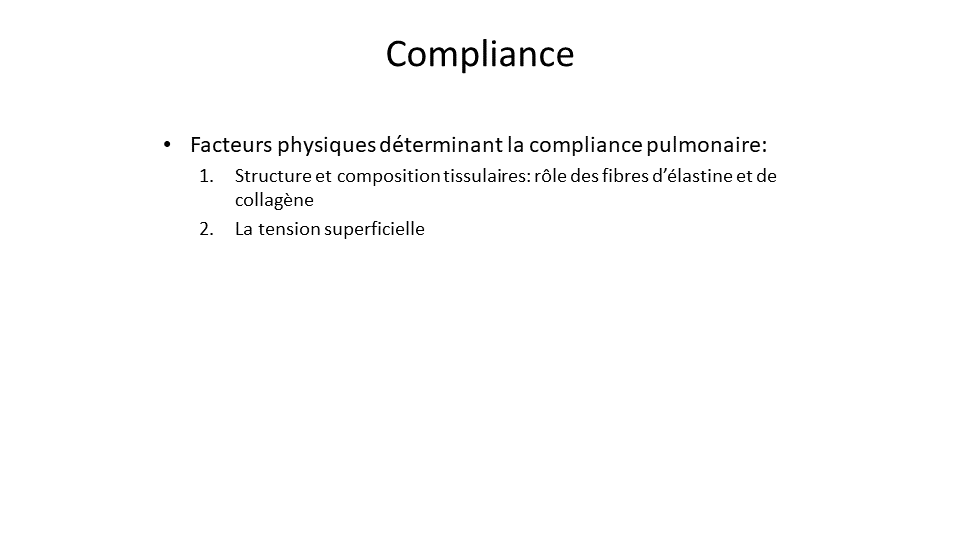 Compliance
• Facteurs physiques déterminant la compliance pulmonaire:
1. Structure et composition tissulaires: rôle des fibres d’élastine et de
collagène
2. La tension superficielle